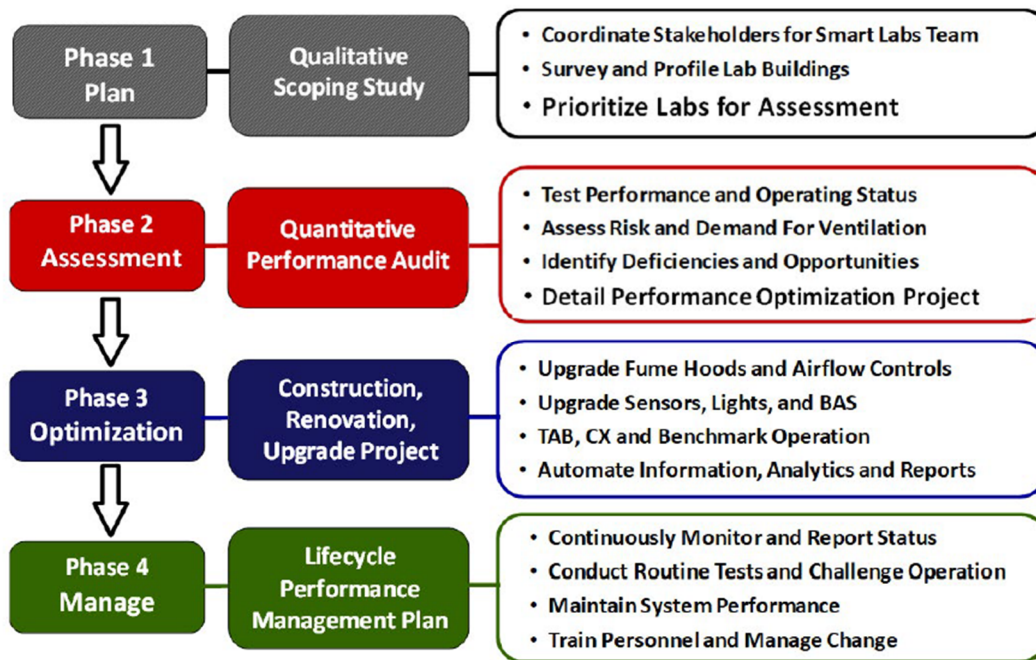 Phase 1
Plan
Qualitative
Scoping Study
• Coordinate Stakeholders for Smart Labs Team
• Survey and Profile Lab Buildings
• Prioritize Labs for Assessment
Phase 2
Assessment
Quantitative
Performance Audit
• Test Performance and Operating Status
• Assess Risk and Demand For Ventilation
• Identify Deficiencies and Opportunities
• Detail Performance Optimization Project
Phase 3
Optimization
Construction,
Renovation,
Upgrade Project
• Upgrade Fume Hoods and Airflow Controls
• Upgrade Sensors, Lights, and BAS
• TAB, CX and Benchmark Operation
• Automate Information, Analytics and Reports
Phase 4
Manage
Lifecycle
Performance
Management Plan
• Continuously Monitor and Report Status
• Conduct Routine Tests and Challenge Operation
• Maintain System Performance
• Train Personnel and Manage Change